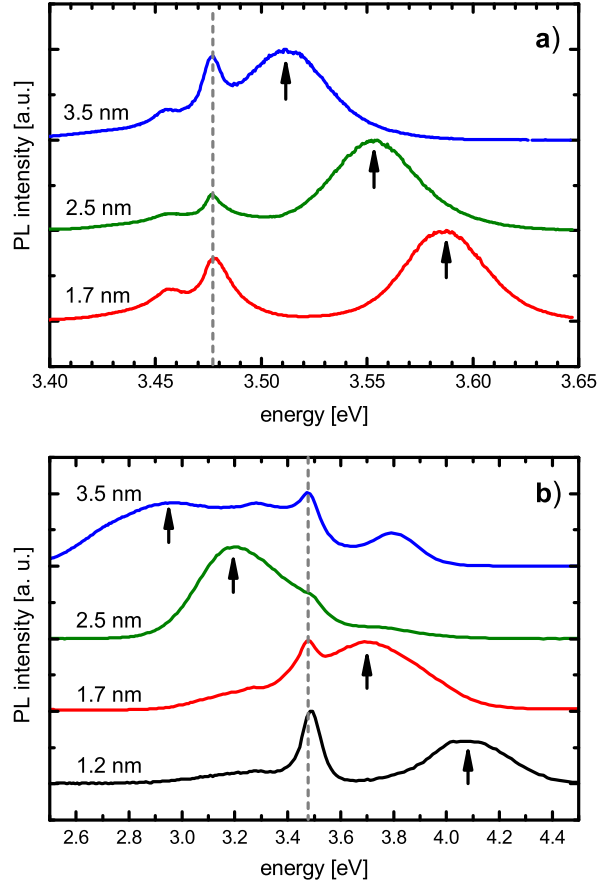 a)
PL intensity [a.u.]
3.5 nm
2.5 nm
1.7 nm
3.40 3.45 3.50 3.55 3.60 3.65
energy [eV]
b)
PL intensity [a. u.]
3.5 nm
2.5 nm
1.7 nm
1.2 nm
2.6 3.0 3.2 3.4 3.6 3.8 4.0 4.2 4.4
energy [eV]